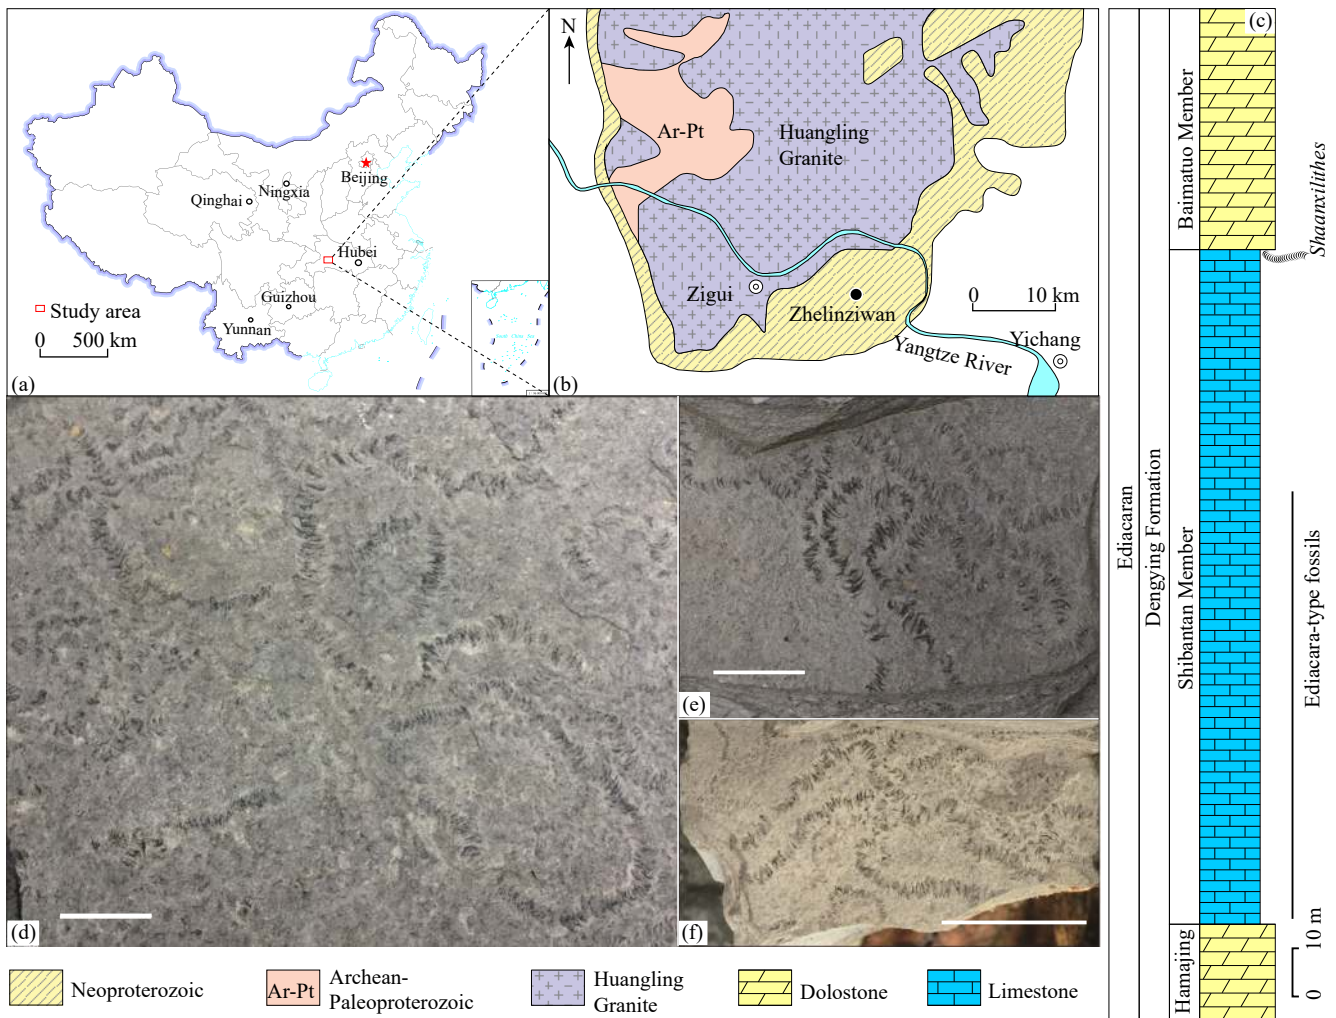 Beijing
Ningxia
Qinghai
Hubei
Guizhou
Yunnan
Study area
0 500 km
(a)
N
Ar-Pt
Huangling
Granite
Zigui
Zhelinziwan
0 10 km
Yichang
Yangtze River
(b)
(c)
Ediacaran
Dengying Formation
Baimatuo Member
Shibantan Member
Hamajing
Shaanxilithes
Ediacara-type fossils
0 10 m
(d)
(e)
(f)
Neoproterozoic
Ar-Pt
Archean-
Paleoproterozoic
Huangling
Granite
Dolostone
Limestone